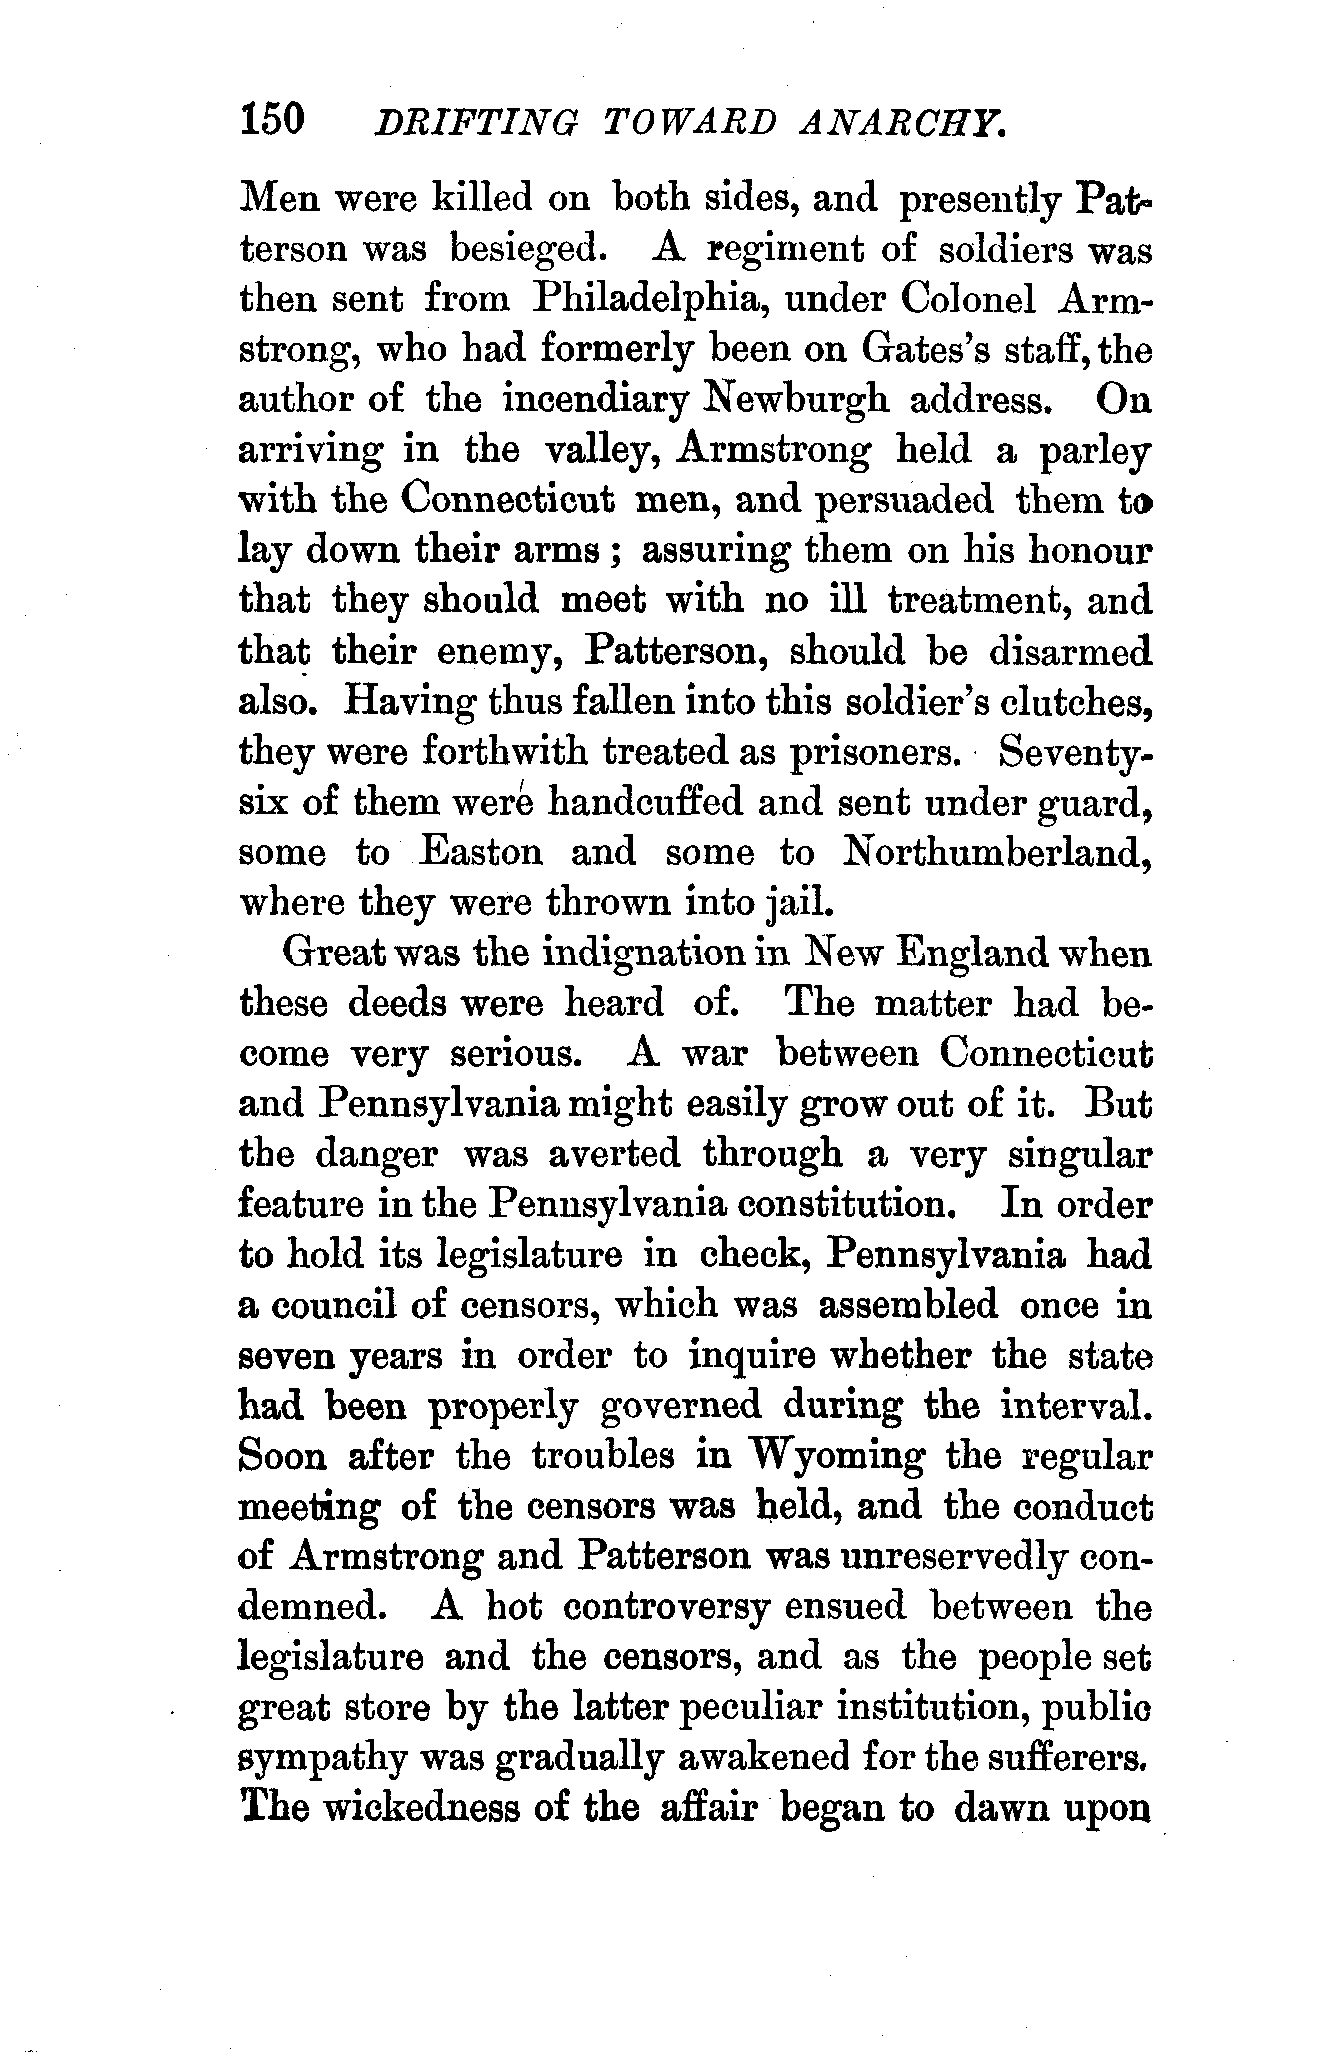 150 DRIFTING TOWARD ANARCHY.
Men were killed on both sides, and presently Pat-
terson was besieged. A regiment of soldiers was
then sent from Philadelphia, under Colonel Arm-
strong, who had formerly been on Gates's staff, the
author of the incendiary Newburgh address. On
arriving in the valley, Armstrong held a parley
with the Connecticut men, and persuaded them to
lay down their arms ; assuring them on his honour
that they should meet with no ill treatment, and
that their enemy, Patterson, should be disarmed
also. Having thus fallen into this soldier's clutches,
they were forthwith treated as prisoners. Seventy-
six of them were handcuffed and sent under guard,
some to Easton and some to Northumberland,
where they were thrown into jail.
Great was the indignation in New England when
these deeds were heard of. The matter had be-
come very serious. A war between Connecticut
and Pennsylvania might easily grow out of it. But
the danger was averted through a very singular
feature in the Pennsylvania constitution. In order
to hold its legislature in check, Pennsylvania had
a council of censors, which was assembled once in
seven years in order to inquire whether the state
had been properly governed during the interval.
Soon after the troubles in Wyoming the regular
meeting of the censors was held, and the conduct
of Armstrong and Patterson was unreservedly con-
demned. A hot controversy ensued between the
legislature and the censors, and as the people set
great store by the latter peculiar institution, public
sympathy was gradually awakened for the sufferers.
The wickedness of the affair began to dawn upon